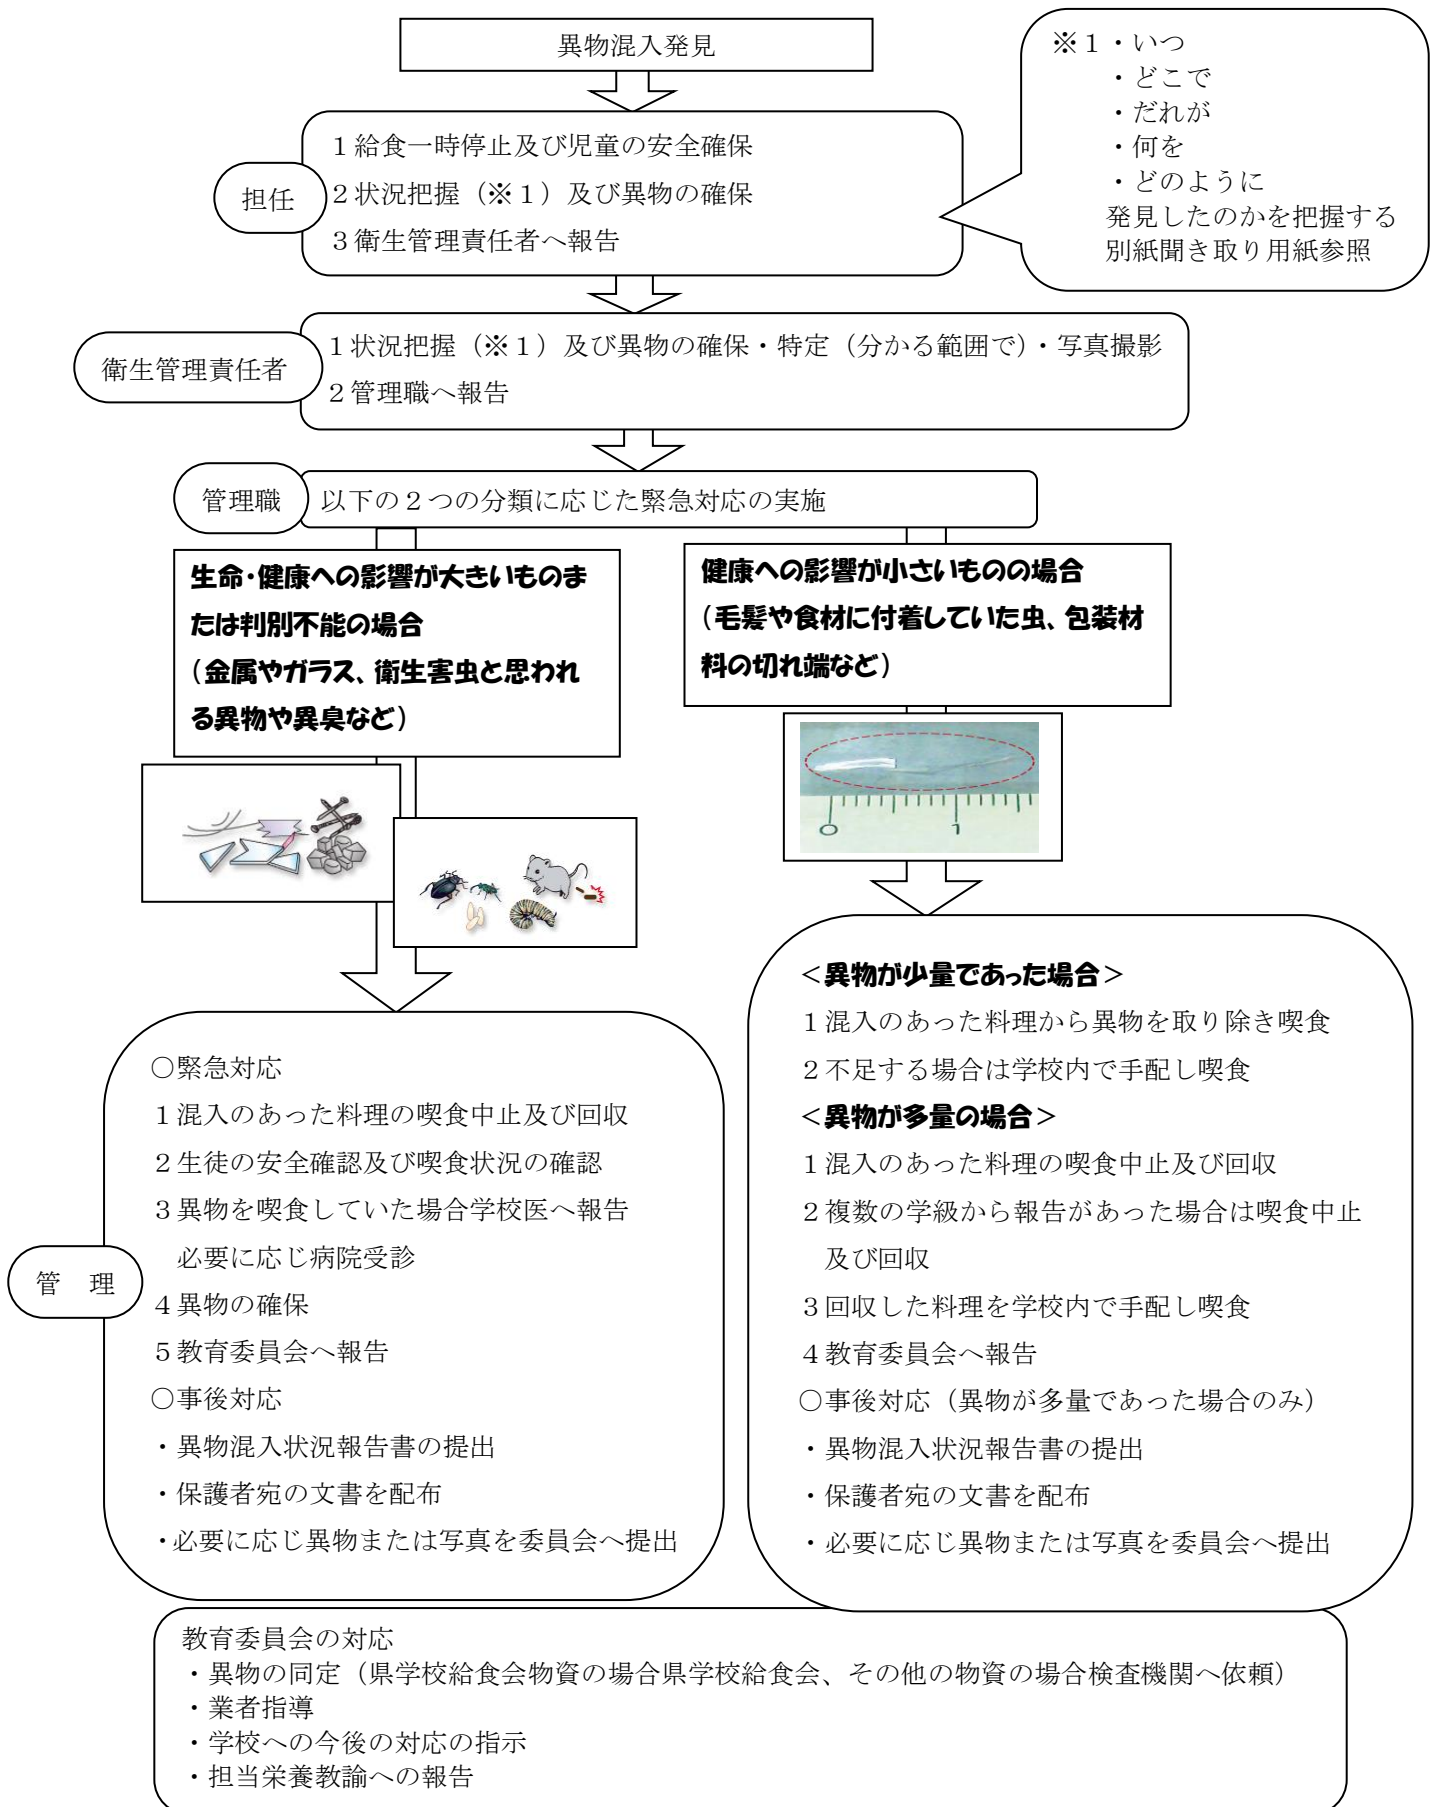 異物混入発見
※１・いつ
・どこで
・だれが
・何を
・どのように
発見したのかを把握する
別紙聞き取り用紙参照
担任
１給食一時停止及び児童の安全確保
２状況把握（※１）及び異物の確保
３衛生管理責任者へ報告
衛生管理責任者
１状況把握（※１）及び異物の確保・特定（分かる範囲で）・写真撮影
２管理職へ報告
管理職
以下の２つの分類に応じた緊急対応の実施
生命・健康への影響が大きいものま
たは判別不能の場合
（金属やガラス、衛生害虫と思われ
る異物や異臭など）
健康への影響が小さいものの場合
（毛髪や食材に付着していた虫、包装材
料の切れ端など）
0 1
管　理
○緊急対応
１混入のあった料理の喫食中止及び回収
２生徒の安全確認及び喫食状況の確認
３異物を喫食していた場合学校医へ報告
必要に応じ病院受診
４異物の確保
５教育委員会へ報告
○事後対応
・異物混入状況報告書の提出
・保護者宛の文書を配布
・必要に応じ異物または写真を委員会へ提出
＜異物が少量であった場合＞
１混入のあった料理から異物を取り除き喫食
２不足する場合は学校内で手配し喫食
＜異物が多量の場合＞
１混入のあった料理の喫食中止及び回収
２複数の学級から報告があった場合は喫食中止
及び回収
３回収した料理を学校内で手配し喫食
４教育委員会へ報告
○事後対応（異物が多量であった場合のみ）
・異物混入状況報告書の提出
・保護者宛の文書を配布
・必要に応じ異物または写真を委員会へ提出
教育委員会の対応
・異物の同定（県学校給食会物資の場合県学校給食会、その他の物資の場合検査機関へ依頼）
・業者指導
・学校への今後の対応の指示
・担当栄養教諭への報告